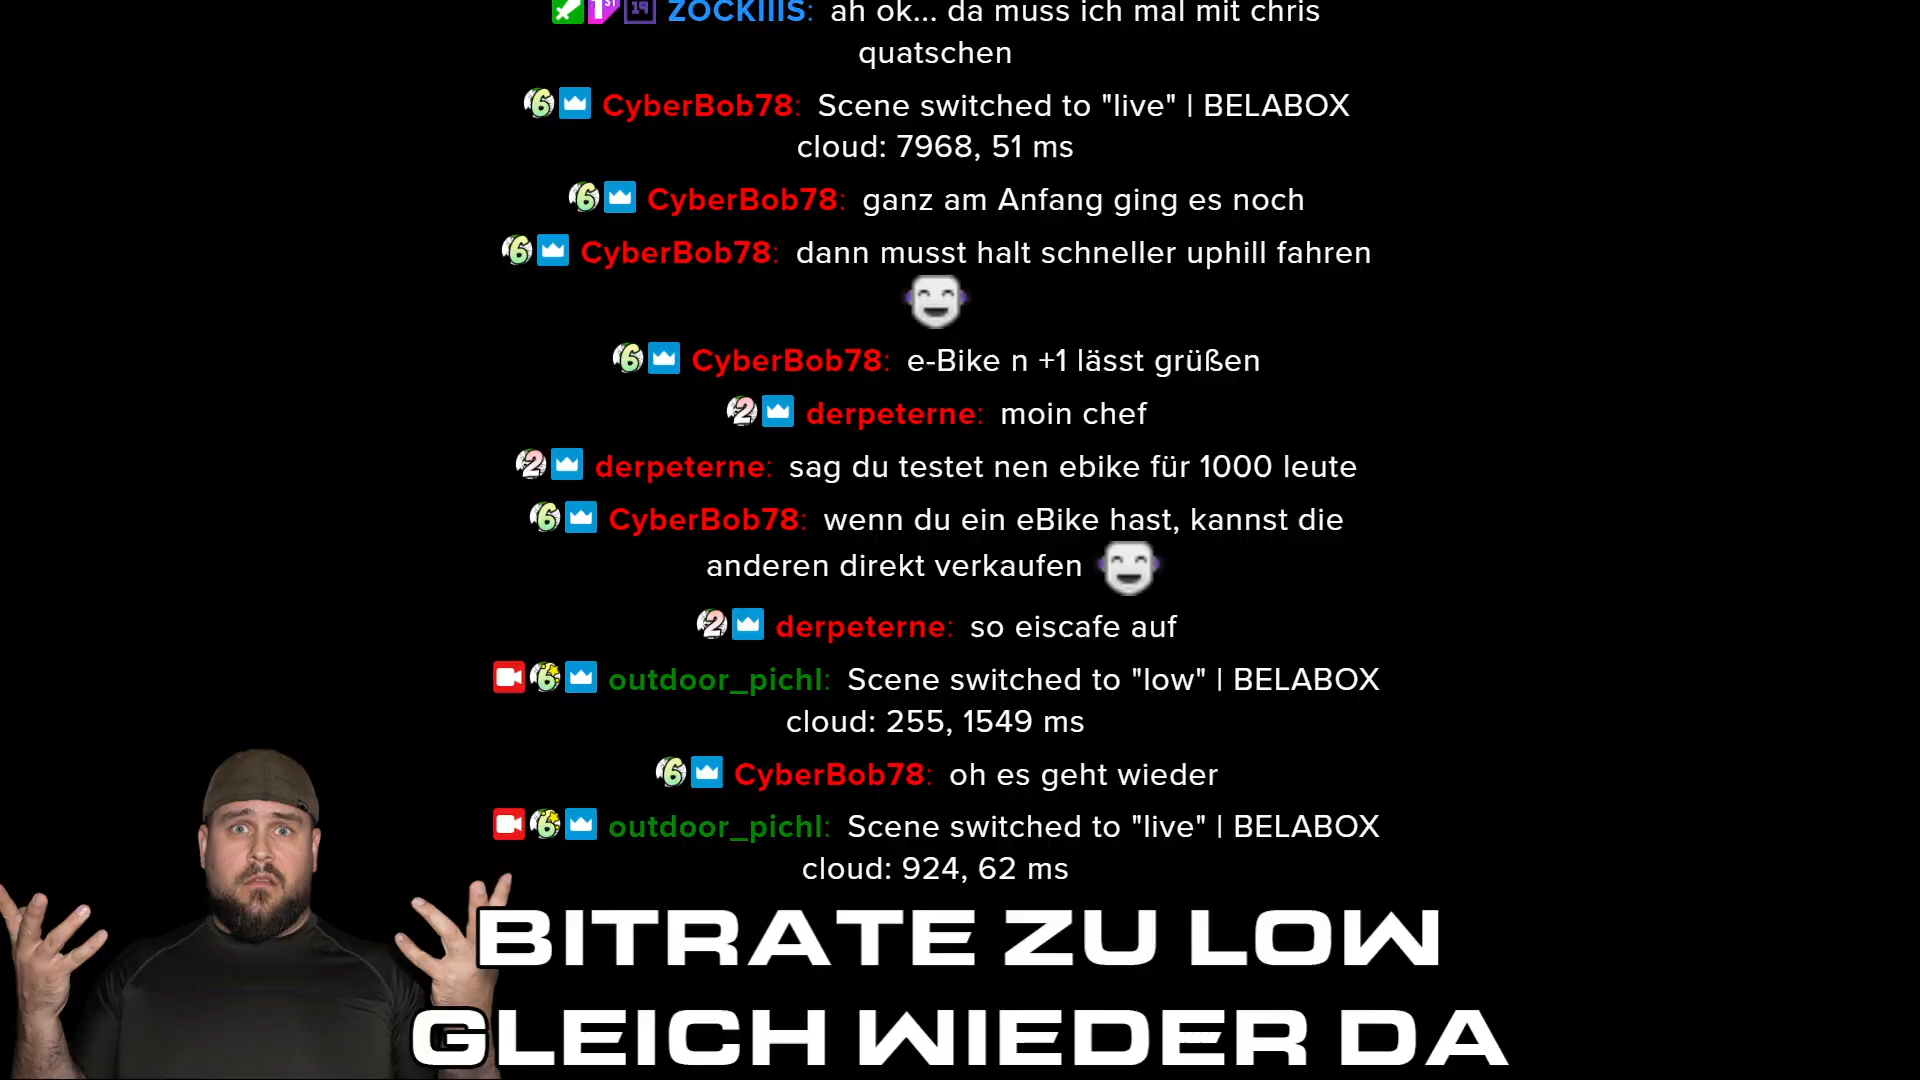 ZOCKIIIS: ah ok... da muss ich mal mit chris
quatschen
CyberBob78: Scene switched to "live" | BELABOX
cloud: 7968, 51 ms
CyberBob78: ganz am Anfang ging es noch
CyberBob78: dann musst halt schneller uphill fahren
CyberBob78: e-Bike n +1 lässt grüßen
derpeterne: moin chef
derpeterne: sag du testet nen ebike für 1000 leute
CyberBob78: wenn du ein eBike hast, kannst die
anderen direkt verkaufen
derpeterne: so eiscafe auf
outdoor_pichl: Scene switched to "low" | BELABOX
cloud: 255, 1549 ms
CyberBob78: oh es geht wieder
outdoor_pichl: Scene switched to "live" | BELABOX
cloud: 924, 62 ms
BITRATE ZU LOW
GLEICH WIEDER DA